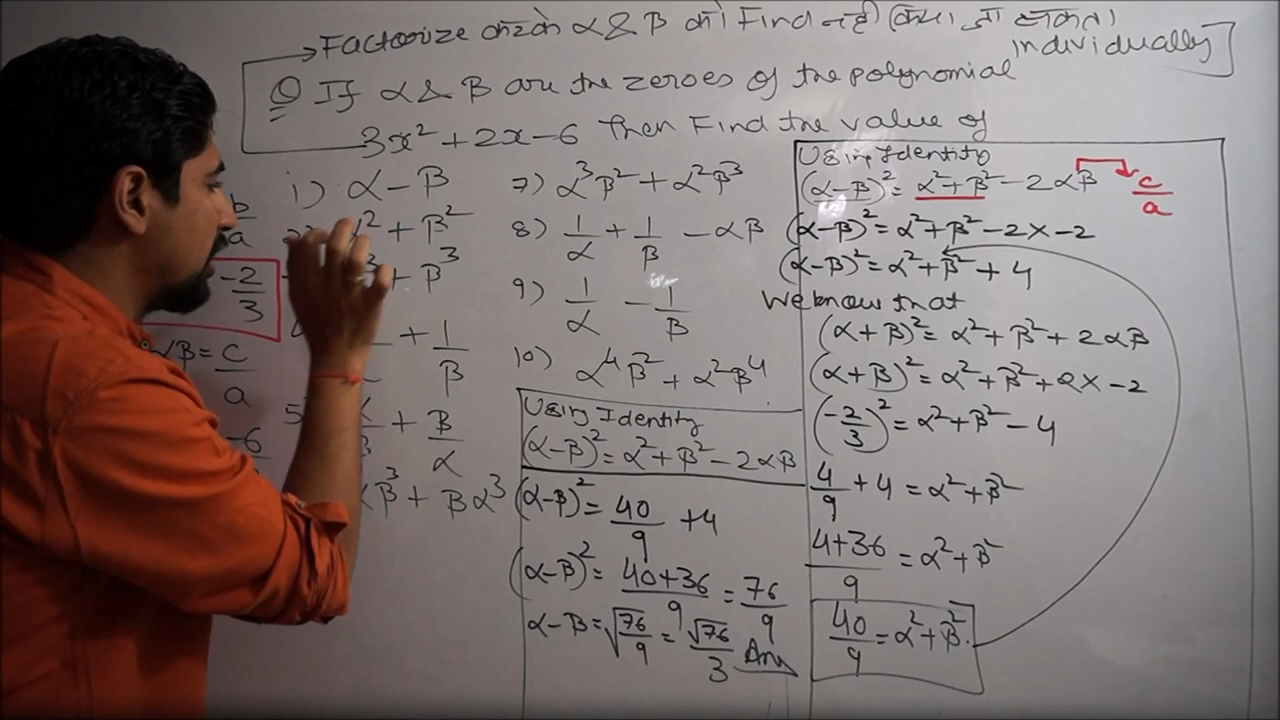 →Factorize करके α & β को Find नही किया जा सकता
individually
Q If α & β are the zeroes of the polynomial
3x² + 2x - 6 Then Find the value of
i) α - β
α² + β²
+ β³
+ 1/β
5) + β/α
β³ + βα³
7) α³β² + α²β³
8) 1/α + 1/β - αβ
9) 1/α - 1/β
10) α⁴β² + α²β⁴
b/a
-2/3
αβ = c/a
-6
Using Identity
(α-β)² = α² + β² - 2αβ
(α-β)² = 40/9 + 4
(α-β)² = 40+36/9 = 76/9
α - β = √76/9 = √76/3 Ans
Using Identity
(α-β)² = α² + β² - 2αβ → c/a
(α-β)² = α² + β² - 2 x -2
(α-β)² = α² + β² + 4
We know that
(α + β)² = α² + β² + 2αβ
(α + β)² = α² + β² + 2 x -2
(-2/3)² = α² + β² - 4
4/9 + 4 = α² + β²
4+36/9 = α² + β²
40/9 = α² + β²